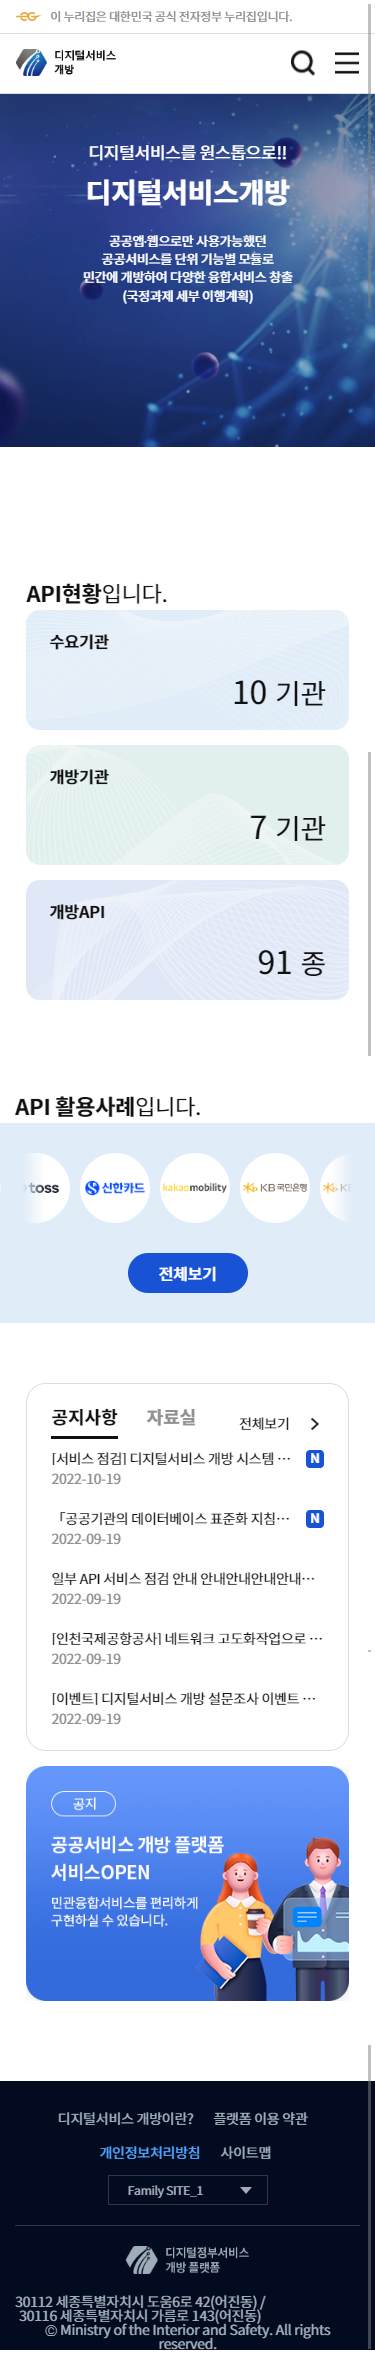 이 누리집은 대한민국 공식 전자정부 누리집입니다.
디지털서비스
개방
디지털서비스를 원스톱으로!!
디지털서비스개방
공공앱·웹으로만 사용가능했던
공공서비스를 단위 기능별 모듈로
민간에 개방하여 다양한 융합서비스 창출
(국정과제 세부 이행계획)
API현황입니다.
수요기관
10 기관
개방기관
7 기관
개방API
91 종
API 활용사례입니다.
toss
신한카드
kakaomobility
KB국민은행
전체보기
공지사항 자료실 전체보기
[서비스 점검] 디지털서비스 개방 시스템 … N
2022-10-19
「공공기관의 데이터베이스 표준화 지침… N
2022-09-19
일부 API 서비스 점검 안내 안내안내안내안내…
2022-09-19
[인천국제공항공사] 네트워크 고도화작업으로 …
2022-09-19
[이벤트] 디지털서비스 개방 설문조사 이벤트 …
2022-09-19
공지
공공서비스 개방 플랫폼
서비스OPEN
민관융합서비스를 편리하게
구현하실 수 있습니다.
디지털서비스 개방이란? 플랫폼 이용 약관
개인정보처리방침 사이트맵
Family SITE_1
디지털정부서비스
개방 플랫폼
30112 세종특별자치시 도움6로 42(어진동) /
30116 세종특별자치시 가름로 143(어진동)
© Ministry of the Interior and Safety. All rights
reserved.